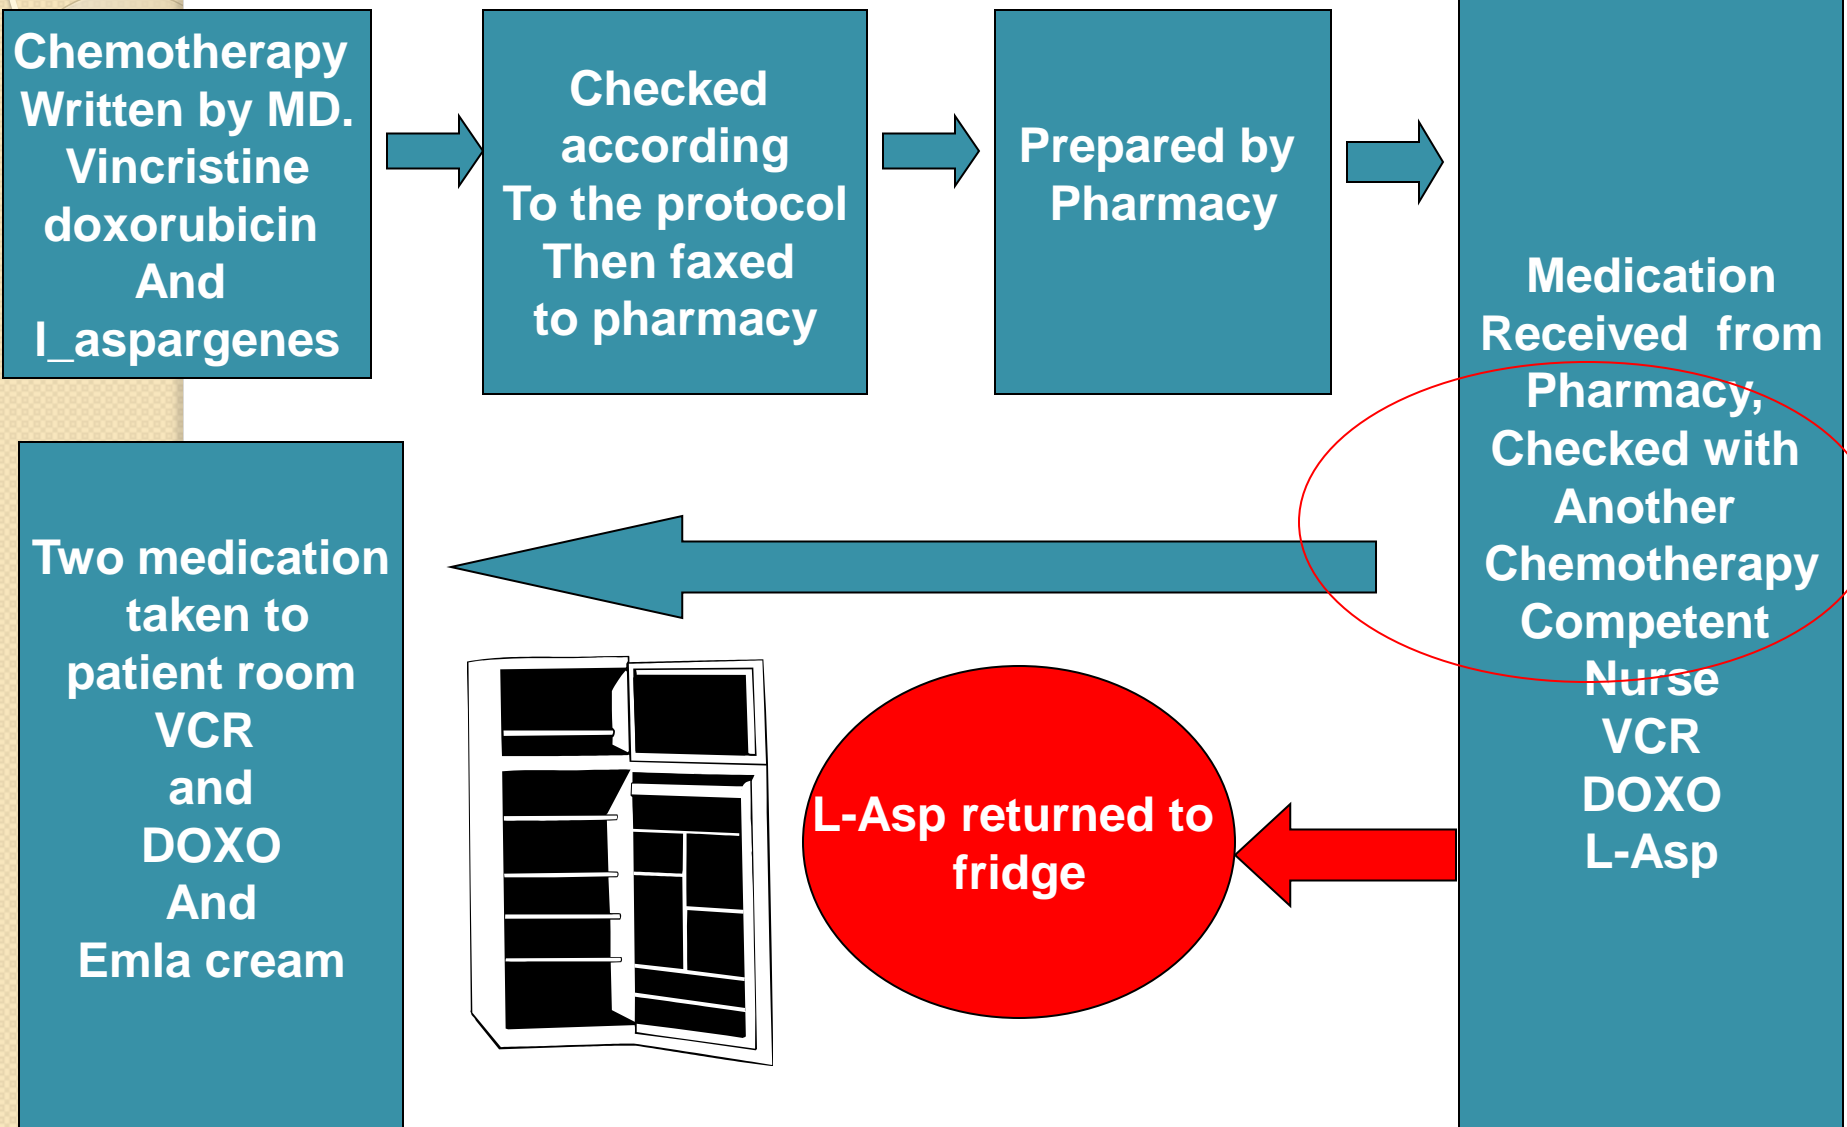 Chemotherapy
Written by MD.
Vincristine
doxorubicin
And
l_aspargenes
Checked
according
To the protocol
Then faxed
to pharmacy
Prepared by
Pharmacy
Medication
Received from
Pharmacy,
Checked with
Another
Chemotherapy
Competent
Nurse
VCR
DOXO
L-Asp
Two medication
taken to
patient room
VCR
and
DOXO
And
Emla cream
L-Asp returned to
fridge